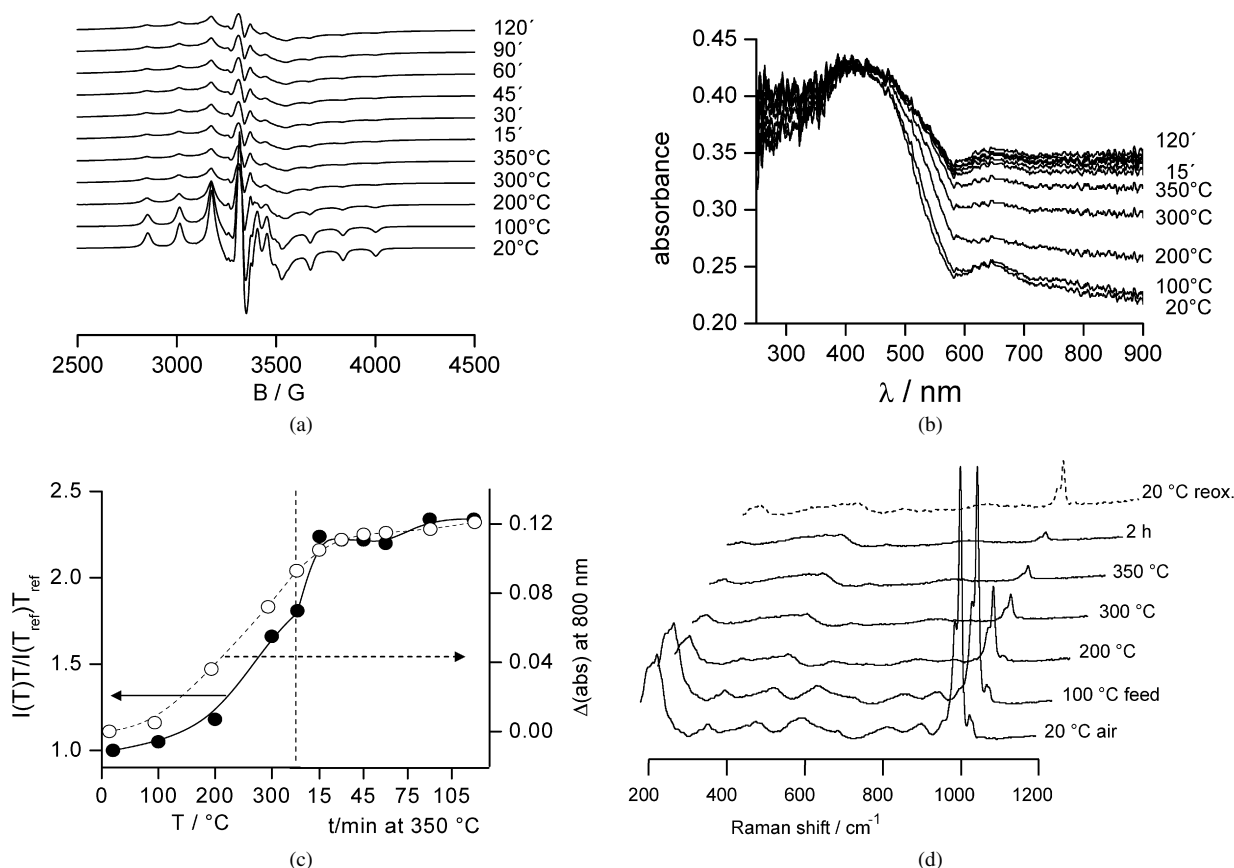 120´
90´
60´
45´
30´
15´
350°C
300°C
200°C
100°C
20°C
2500 3000 3500 4000 4500
B / G
(a)
0.45
0.40
0.35
0.30
0.25
0.20
absorbance
120´
15´
350°C
300°C
200°C
100°C
20°C
300 400 500 600 700 800 900
λ / nm
(b)
2.5
2.0
1.5
1.0
I(T)T/I(T_ref)T_ref
0.12
0.08
0.04
0.00
Δ(abs) at 800 nm
0 100 200 300 15 45 75 105
T / °C t/min at 350 °C
(c)
20 °C reox.
2 h
350 °C
300 °C
200 °C
100 °C feed
20 °C air
200 400 600 800 1000 1200
Raman shift / cm⁻¹
(d)